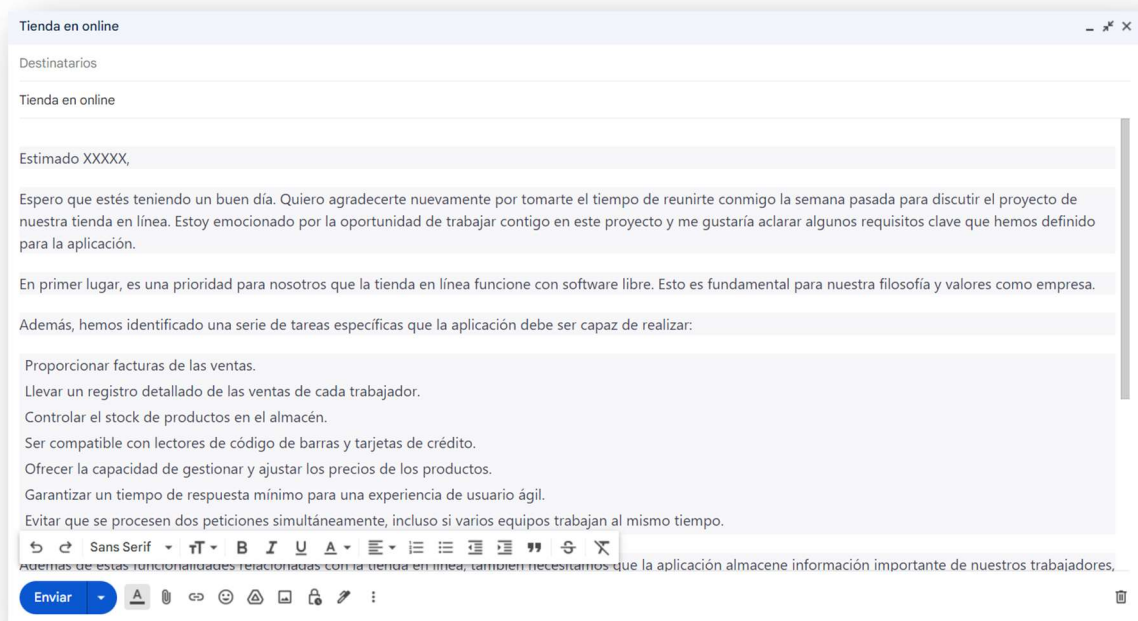 Tienda en online
Destinatarios
Tienda en online
Estimado XXXXX,
Espero que estés teniendo un buen día. Quiero agradecerte nuevamente por tomarte el tiempo de reunirte conmigo la semana pasada para discutir el proyecto de
nuestra tienda en línea. Estoy emocionado por la oportunidad de trabajar contigo en este proyecto y me gustaría aclarar algunos requisitos clave que hemos definido
para la aplicación.
En primer lugar, es una prioridad para nosotros que la tienda en línea funcione con software libre. Esto es fundamental para nuestra filosofía y valores como empresa.
Además, hemos identificado una serie de tareas específicas que la aplicación debe ser capaz de realizar:
Proporcionar facturas de las ventas.
Llevar un registro detallado de las ventas de cada trabajador.
Controlar el stock de productos en el almacén.
Ser compatible con lectores de código de barras y tarjetas de crédito.
Ofrecer la capacidad de gestionar y ajustar los precios de los productos.
Garantizar un tiempo de respuesta mínimo para una experiencia de usuario ágil.
Evitar que se procesen dos peticiones simultáneamente, incluso si varios equipos trabajan al mismo tiempo.
Sans Serif
Además de estas funcionalidades relacionadas con la tienda en línea, también necesitamos que la aplicación almacene información importante de nuestros trabajadores,
Enviar